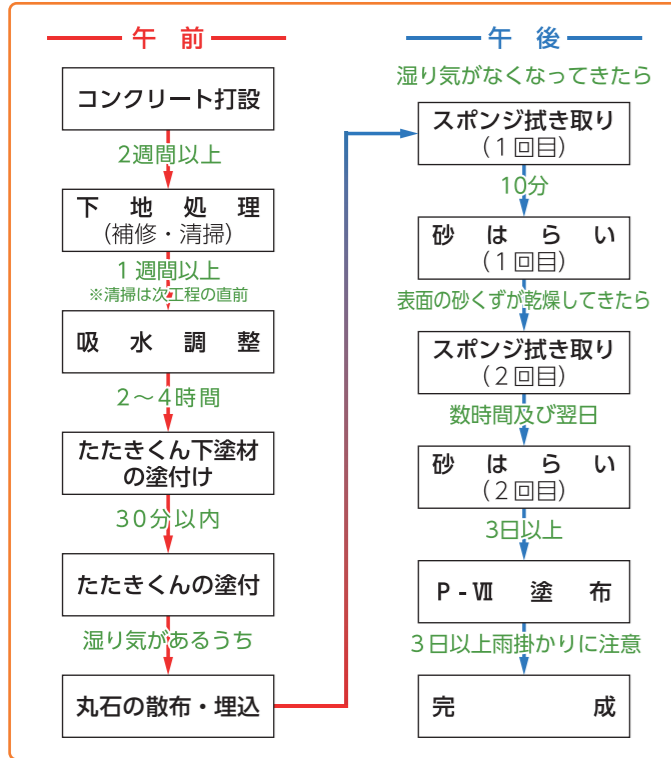 午 前
コンクリート打設
2週間以上
下 地 処 理
(補修・清掃)
1週間以上
※清掃は次工程の直前
吸 水 調 整
2～4時間
たたきくん下塗材
の塗付け
30分以内
たたきくんの塗付
湿り気があるうち
丸石の散布・埋込
午 後
湿り気がなくなってきたら
スポンジ拭き取り
(1回目)
10分
砂 は ら い
(1回目)
表面の砂くずが乾燥してきたら
スポンジ拭き取り
(2回目)
数時間及び翌日
砂 は ら い
(2回目)
3日以上
P-Ⅶ 塗 布
3日以上雨掛かりに注意
完 成